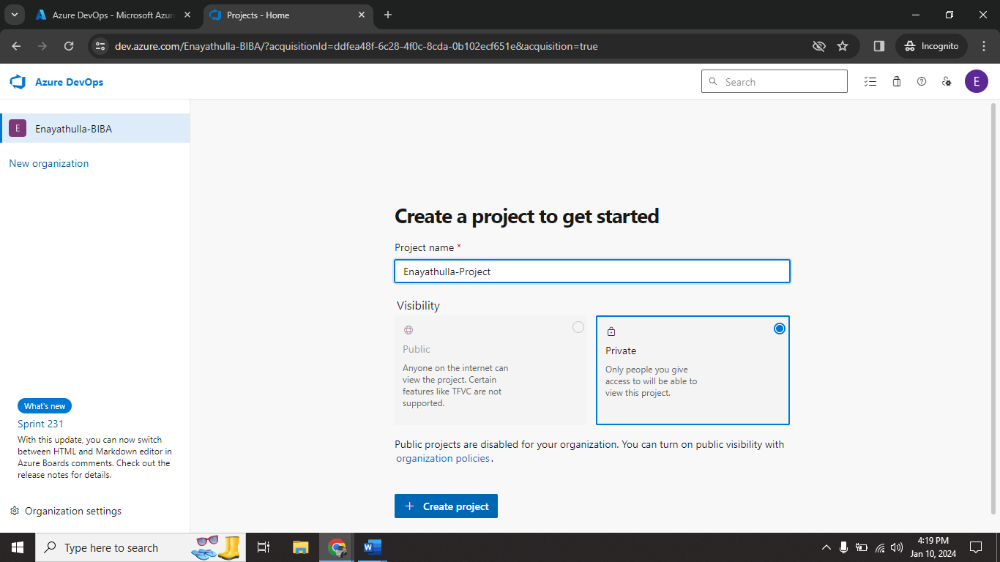 Azure DevOps - Microsoft Azure
Projects - Home
dev.azure.com/Enayathulla-BIBA/?acquisitionId=ddfea48f-6c28-4f0c-8cda-0b102ecf651e&acquisition=true
Incognito
Azure DevOps
Search
E
E
Enayathulla-BIBA
New organization
Create a project to get started
Project name *
Enayathulla-Project
Visibility
Public
Anyone on the internet can
view the project. Certain
features like TFVC are not
supported.
Private
Only people you give
access to will be able to
view this project.
Public projects are disabled for your organization. You can turn on public visibility with
organization policies.
Create project
What's new
Sprint 231
With this update, you can now switch
between HTML and Markdown editor in
Azure Boards comments. Check out the
release notes for details.
Organization settings
Type here to search
W
4:19 PM
Jan 10, 2024